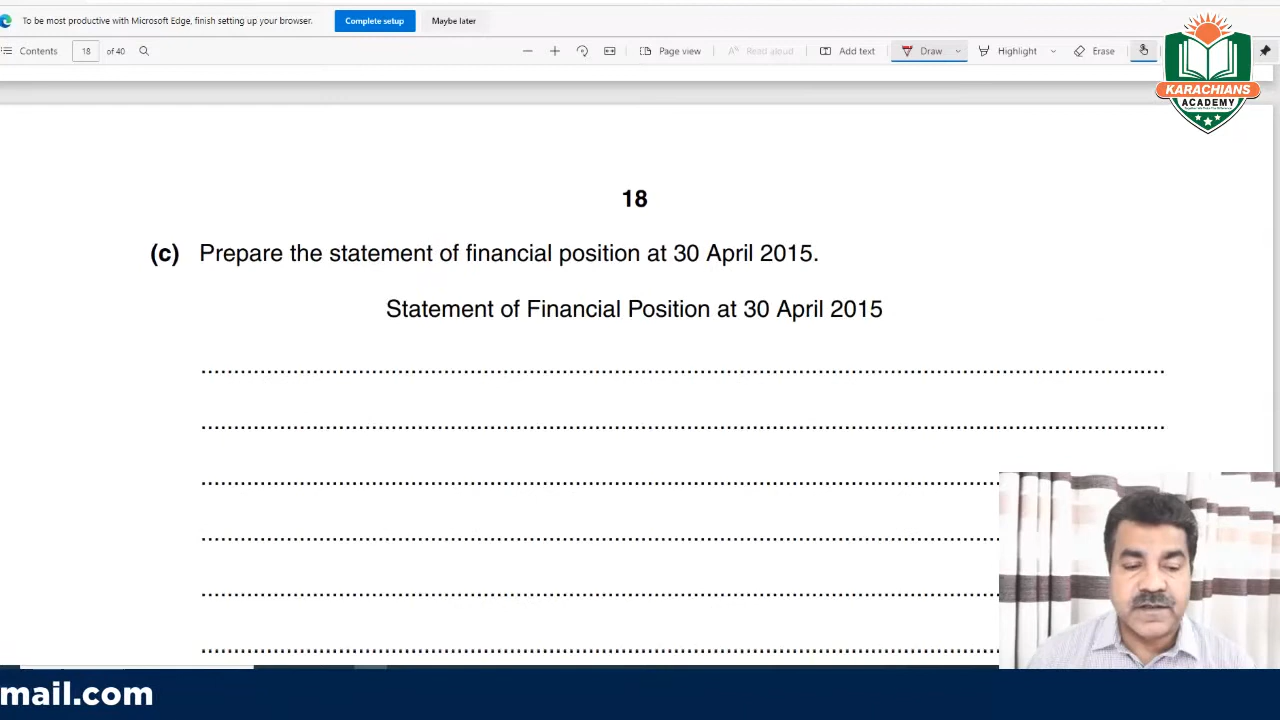 To be most productive with Microsoft Edge, finish setting up your browser. Complete setup Maybe later
Contents 18 of 40 Page view Read aloud Add text Draw Highlight Erase
KARACHIANS
ACADEMY
18
(c) Prepare the statement of financial position at 30 April 2015.
Statement of Financial Position at 30 April 2015
mail.com